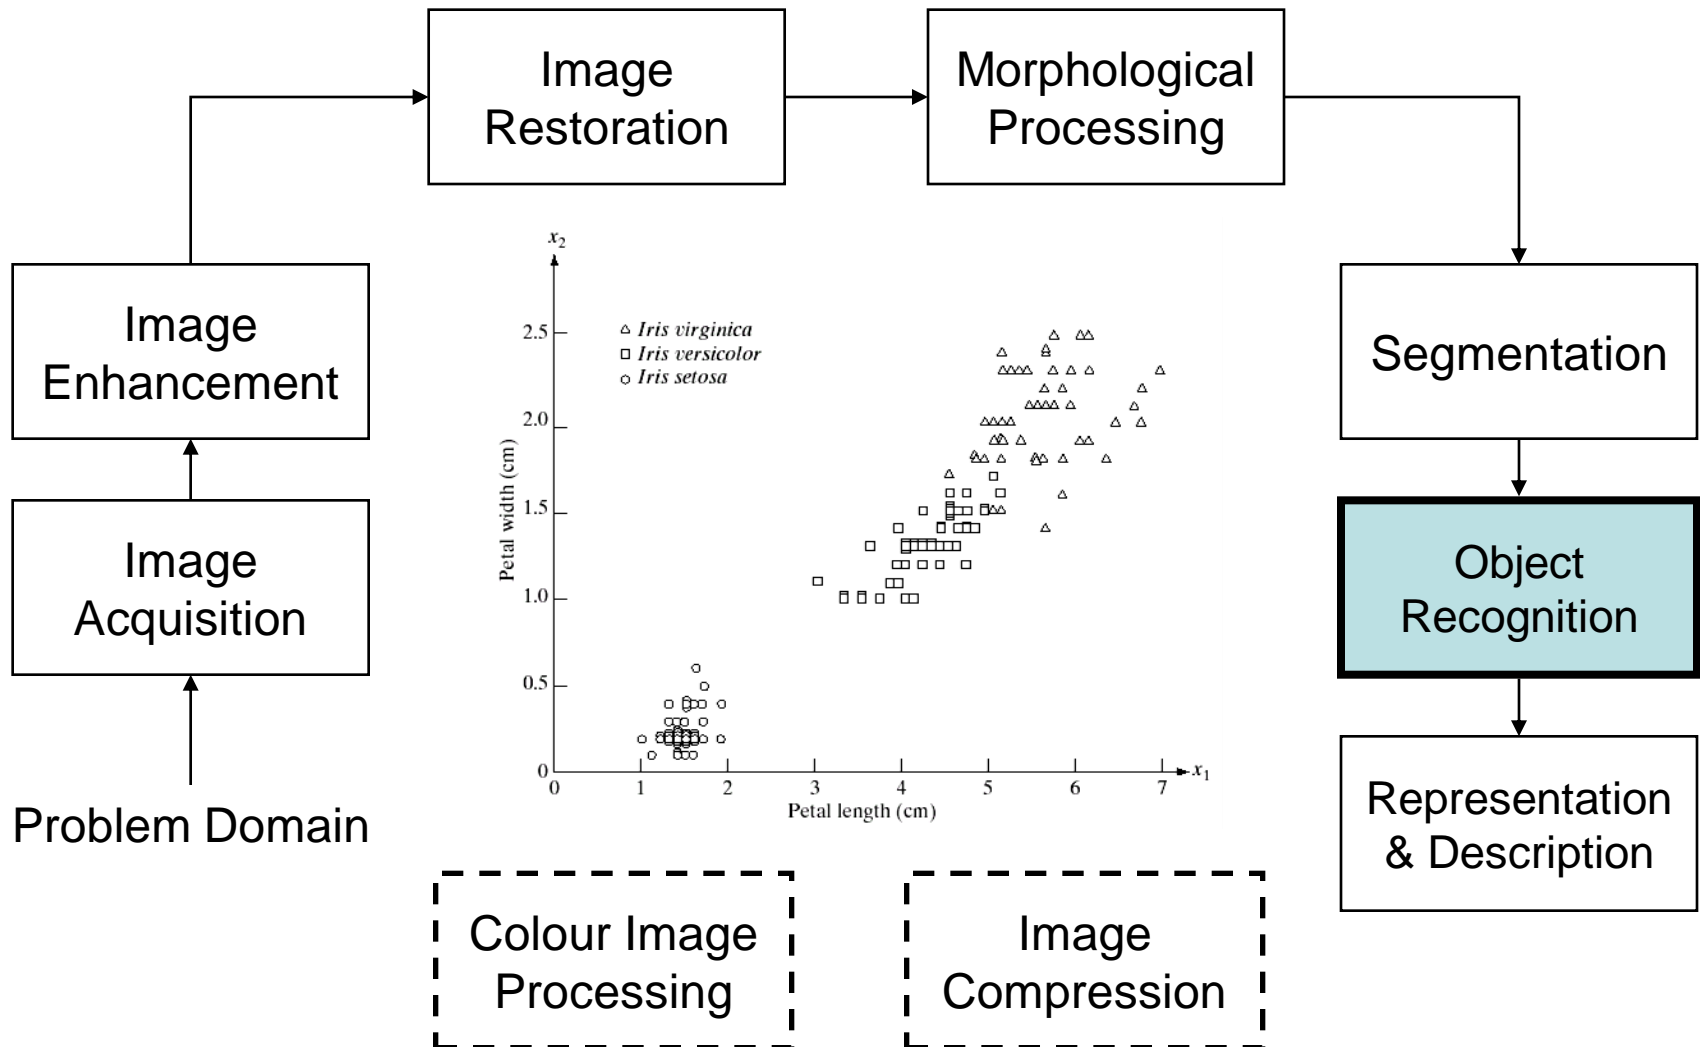 Image
Restoration
Morphological
Processing
Image
Enhancement
Segmentation
Image
Acquisition
Object
Recognition
Problem Domain
Representation
& Description
x2
Petal width (cm)
2.5
2.0
1.5
1.0
0.5
0
△ Iris virginica
□ Iris versicolor
○ Iris setosa
0 1 2 3 4 5 6 7
x1
Petal length (cm)
Colour Image
Processing
Image
Compression